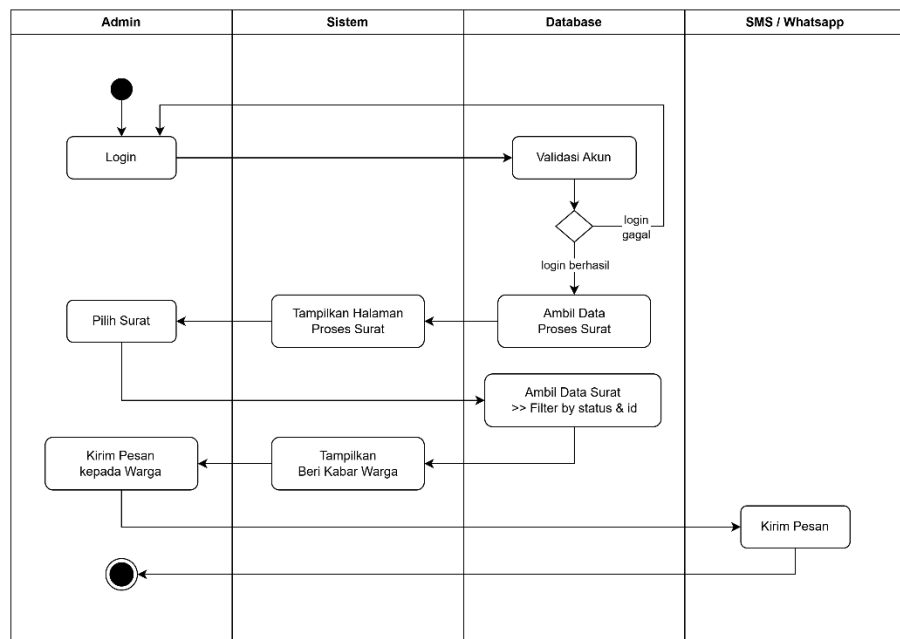 Admin
Sistem
Database
SMS / Whatsapp
Login
Validasi Akun
login
gagal
login berhasil
Pilih Surat
Tampilkan Halaman
Proses Surat
Ambil Data
Proses Surat
Ambil Data Surat
>> Filter by status & id
Kirim Pesan
kepada Warga
Tampilkan
Beri Kabar Warga
Kirim Pesan